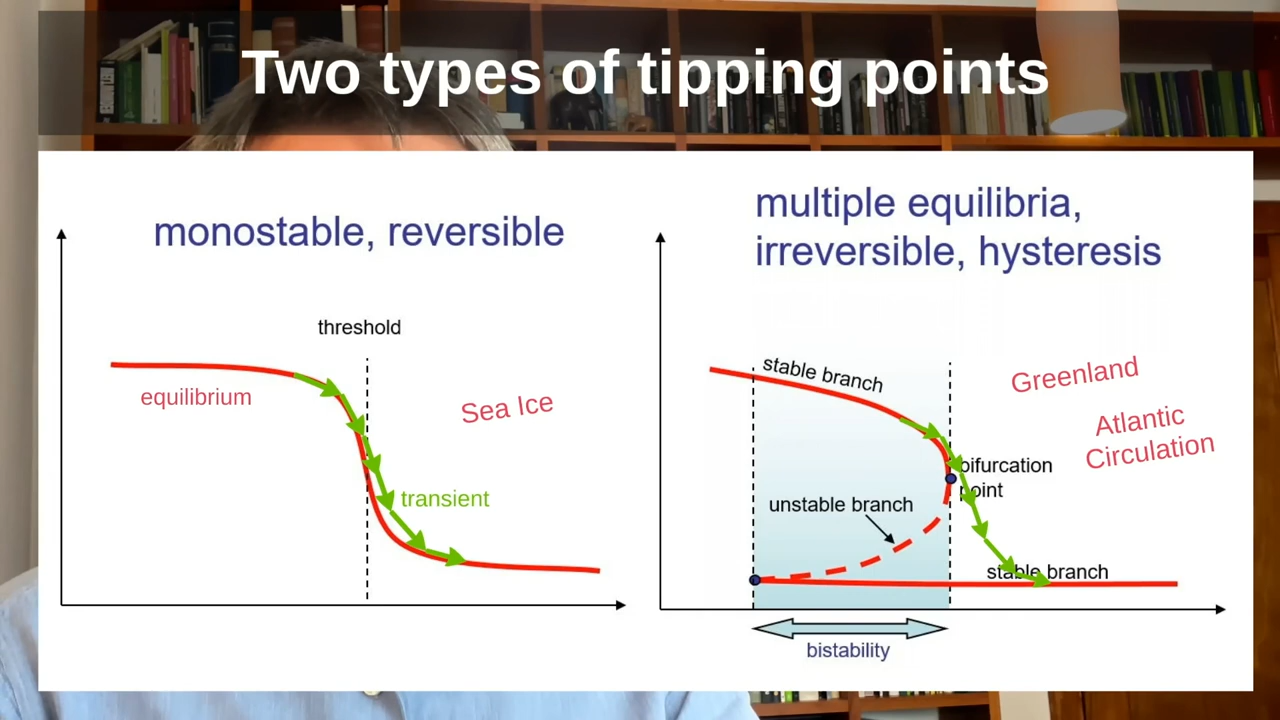 Two types of tipping points
monostable, reversible
threshold
equilibrium
Sea Ice
transient
multiple equilibria,
irreversible, hysteresis
stable branch
Greenland
Atlantic
Circulation
bifurcation
point
unstable branch
stable branch
bistability